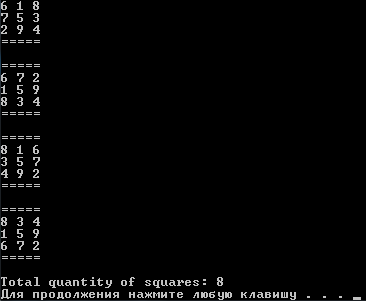 6 1 8
7 5 3
2 9 4
=====
=====
6 7 2
1 5 9
8 3 4
=====
=====
8 1 6
3 5 7
4 9 2
=====
=====
8 3 4
1 5 9
6 7 2
=====
Total quantity of squares: 8
Для продолжения нажмите любую клавишу . . . _